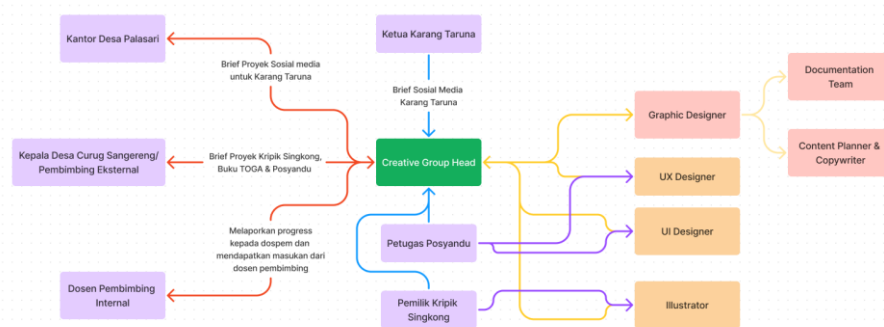 Kantor Desa Palasari
Ketua Karang Taruna
Brief Proyek Sosial media
untuk Karang Taruna
Brief Sosial Media
Karang Taruna
Documentation
Team
Graphic Designer
Content Planner &
Copywriter
Kepala Desa Curug Sangereng/
Pembimbing Eksternal
Brief Proyek Kripik Singkong,
Buku TOGA & Posyandu
Creative Group Head
UX Designer
Melaporkan progress
kepada dospem dan
mendapatkan masukan dari
dosen pembimbing
Petugas Posyandu
UI Designer
Dosen Pembimbing
Internal
Pemilik Kripik
Singkong
Illustrator